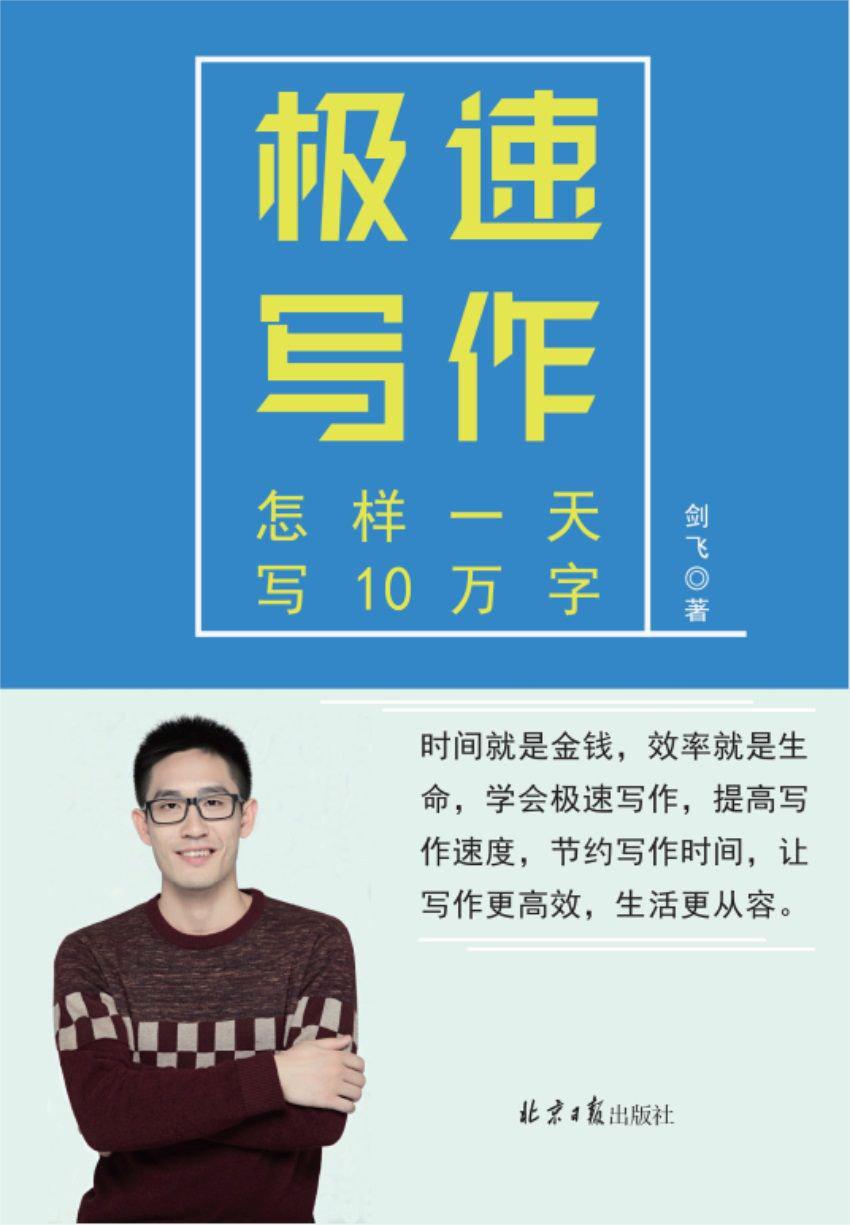 极速
写作
怎样一天
写10万字
剑飞◎著
时间就是金钱，效率就是生
命，学会极速写作，提高写
作速度，节约写作时间，让
写作更高效，生活更从容。
北京日报出版社